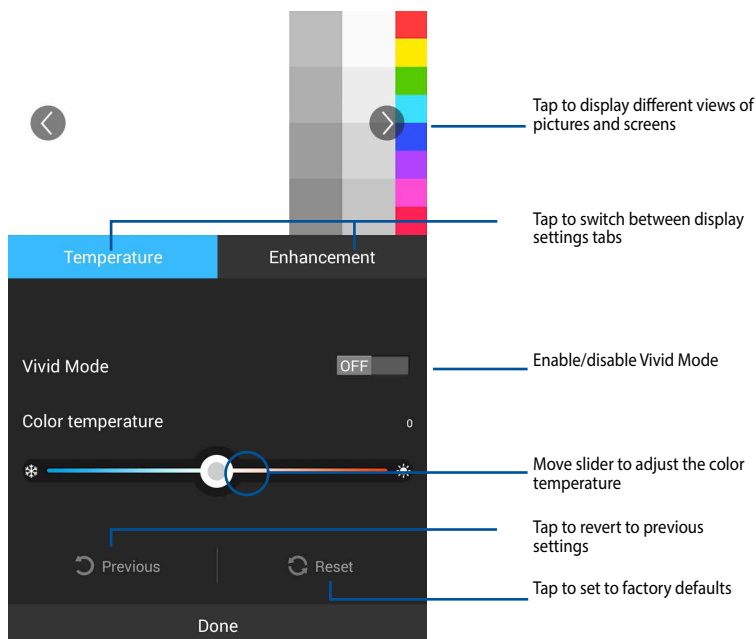 Tap to display different views of
pictures and screens
Tap to switch between display
settings tabs
Temperature
Enhancement
Vivid Mode
OFF
Enable/disable Vivid Mode
Color temperature
0
Move slider to adjust the color
temperature
Tap to revert to previous
settings
Previous
Reset
Tap to set to factory defaults
Done